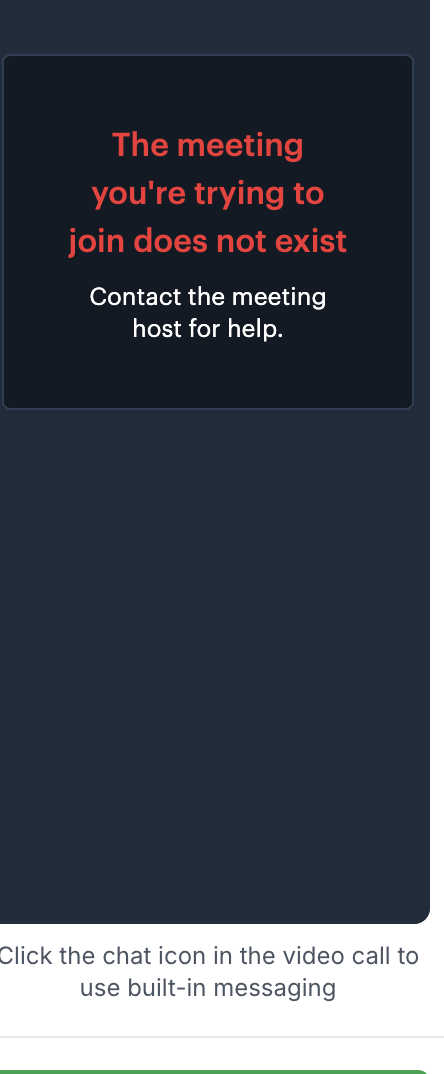 The meeting
you're trying to
join does not exist
Contact the meeting
host for help.
Click the chat icon in the video call to
use built-in messaging